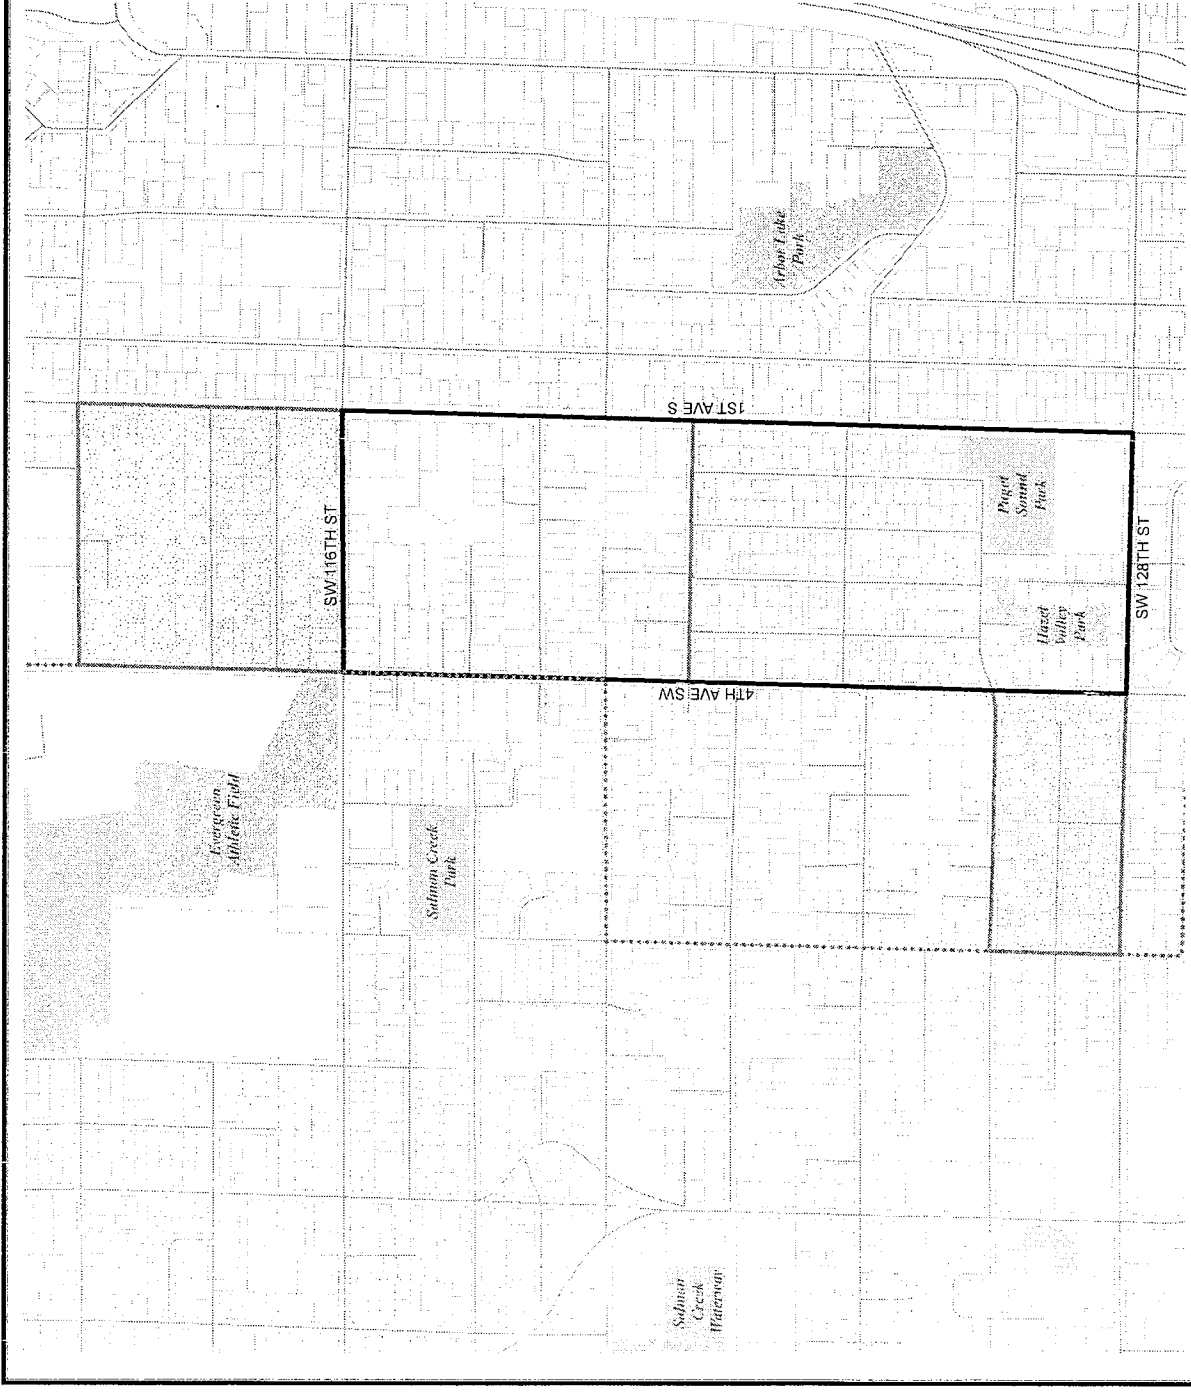 Arbor Lake
Park
1ST AVE S
SW 116TH ST
Puget
Sound
Park
SW 128TH ST
Hazel
Valley
Park
4TH AVE SW
Evergreen
Athletic Field
Salmon Creek
Park
Salmon
Creek
Waterway